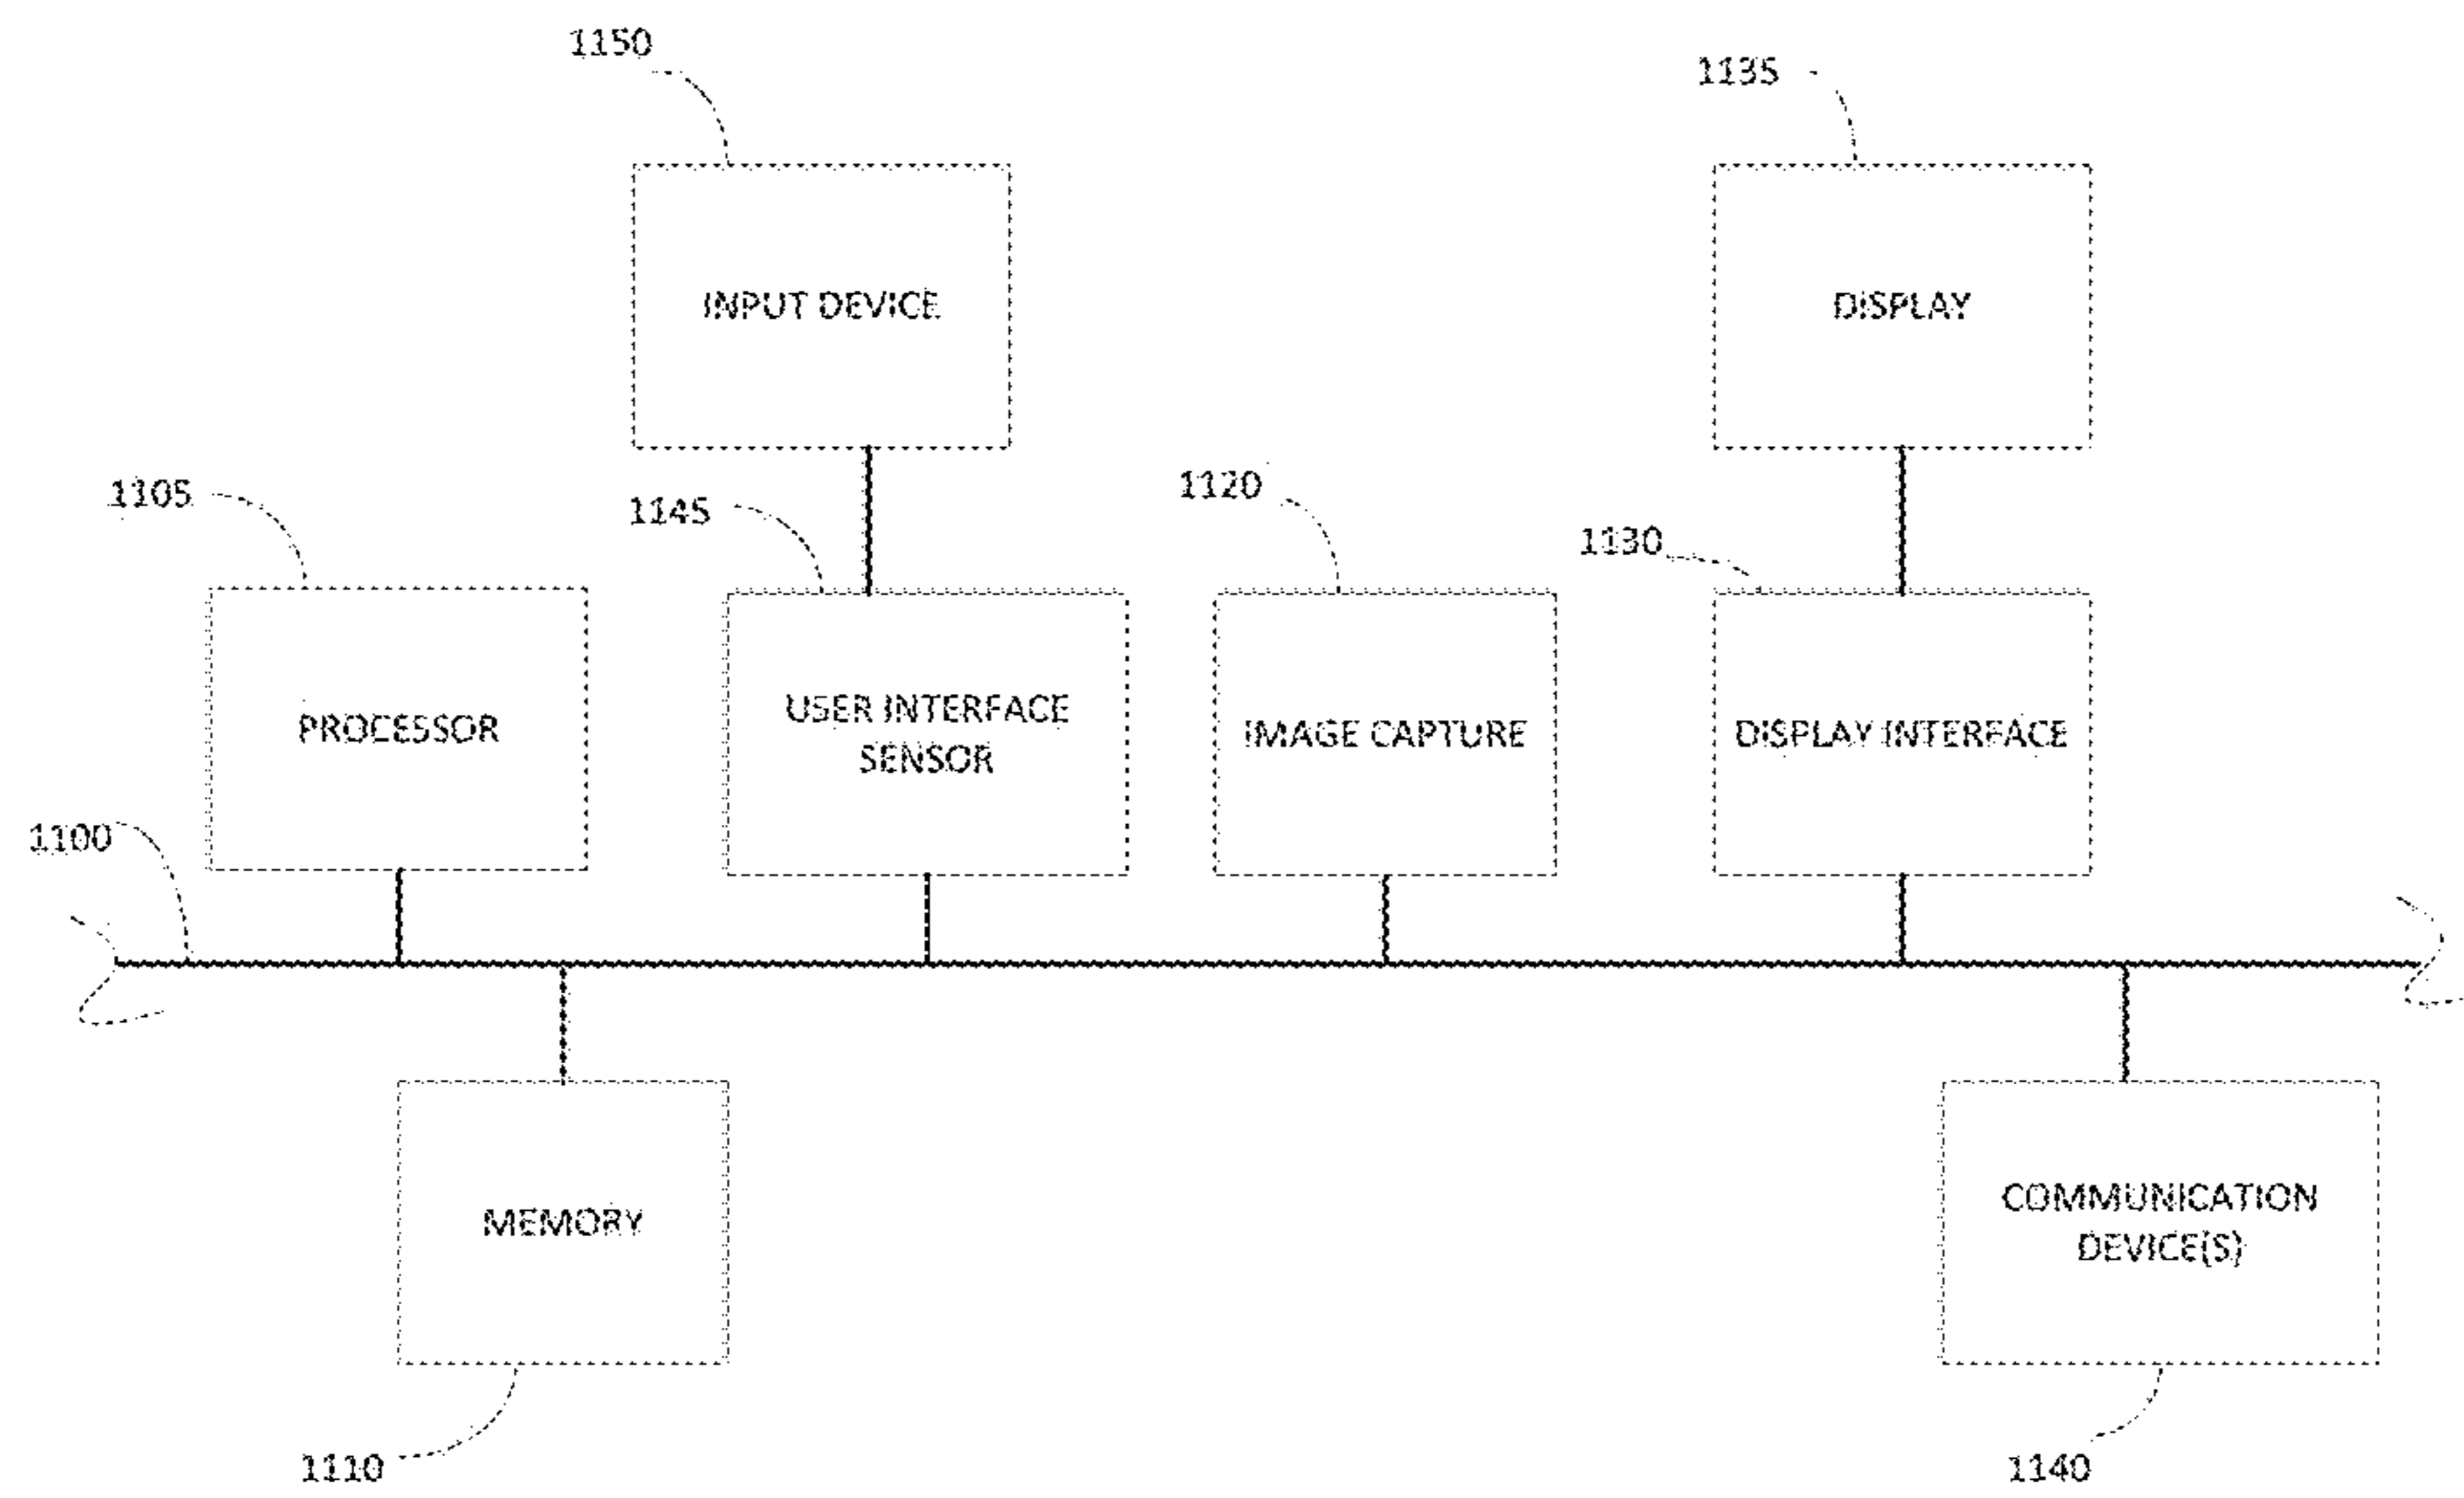 1150
1135
INPUT DEVICE
DISPLAY
1105
1145
1120
1130
PROCESSOR
USER INTERFACE
SENSOR
IMAGE CAPTURE
DISPLAY INTERFACE
1100
MEMORY
COMMUNICATION
DEVICE(S)
1110
1140